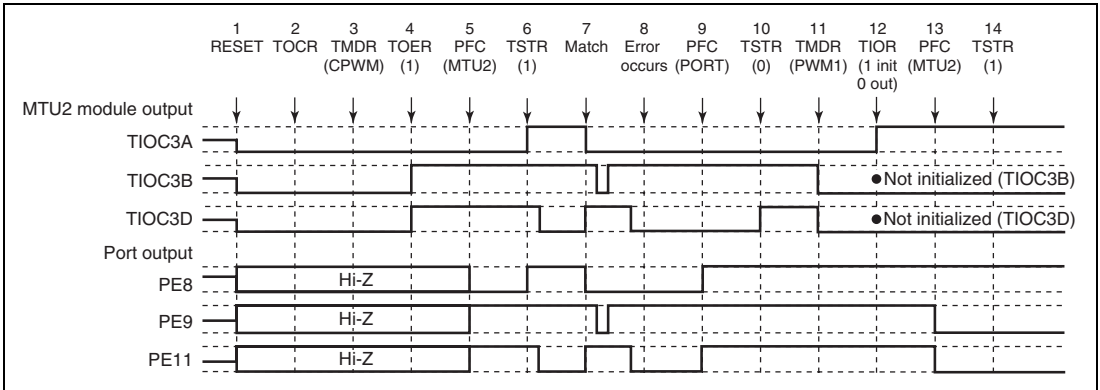 1 2 3 4 5 6 7 8 9 10 11 12 13 14
RESET TOCR TMDR TOER PFC TSTR Match Error PFC TSTR TMDR TIOR PFC TSTR
(CPWM) (1) (MTU2) (1) occurs (PORT) (0) (PWM1) (1 init (MTU2) (1)
0 out)
MTU2 module output
TIOC3A
TIOC3B
●Not initialized (TIOC3B)
TIOC3D
●Not initialized (TIOC3D)
Port output
PE8
Hi-Z
PE9
Hi-Z
PE11
Hi-Z